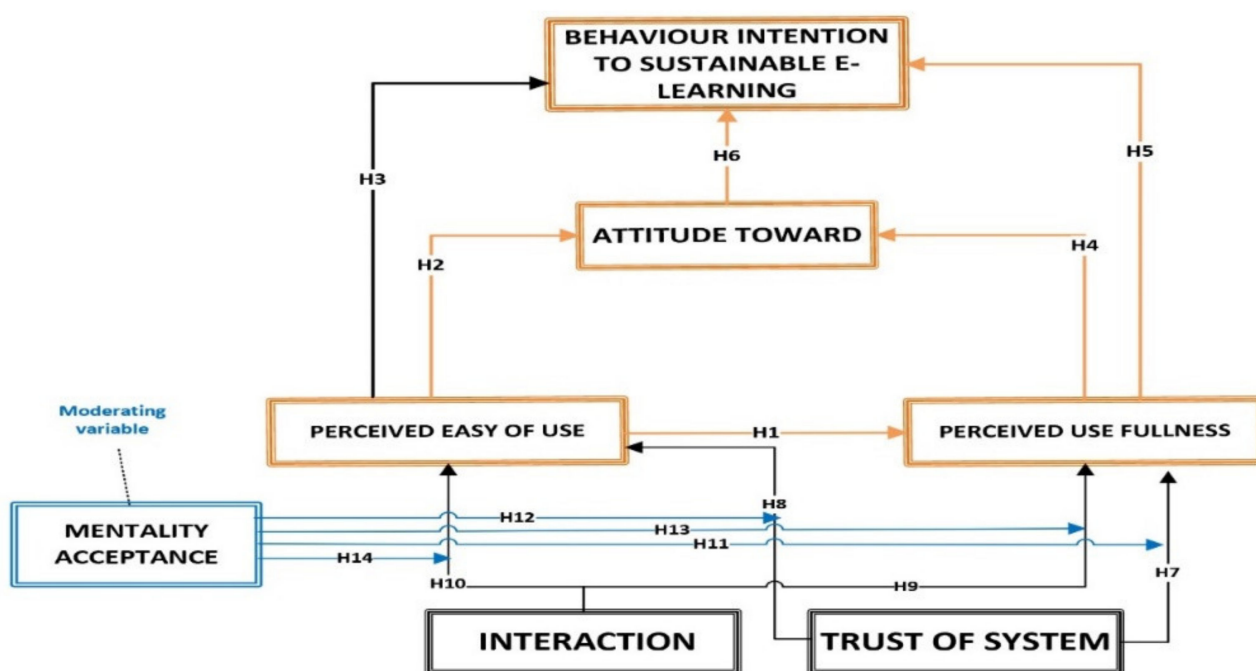 BEHAVIOUR INTENTION
TO SUSTAINABLE E-
LEARNING
H6
H5
H3
ATTITUDE TOWARD
H2
H4
Moderating
variable
PERCEIVED EASY OF USE
H1
PERCEIVED USE FULLNESS
MENTALITY
ACCEPTANCE
H8
H12
H13
H11
H14
H10
H9
H7
INTERACTION
TRUST OF SYSTEM